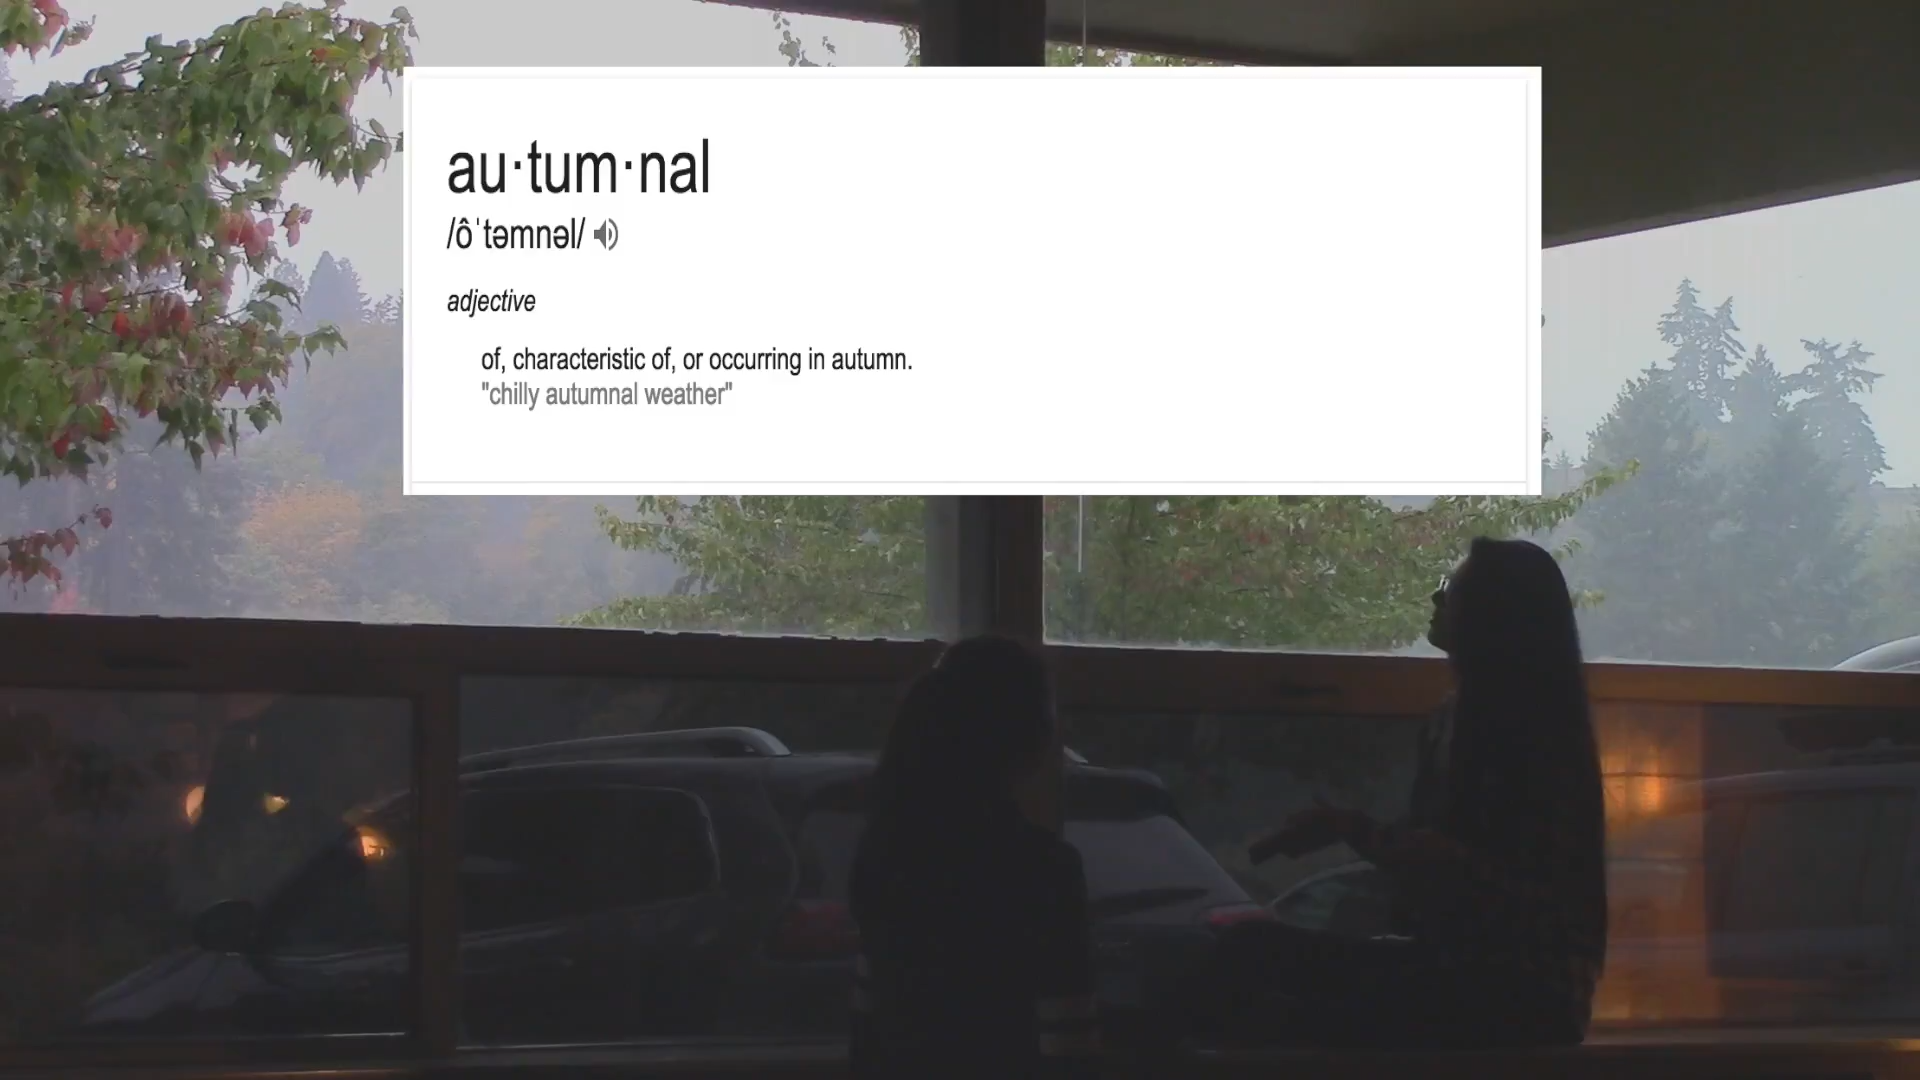 au·tum·nal
/ôˈtəmnəl/
adjective
of, characteristic of, or occurring in autumn.
"chilly autumnal weather"